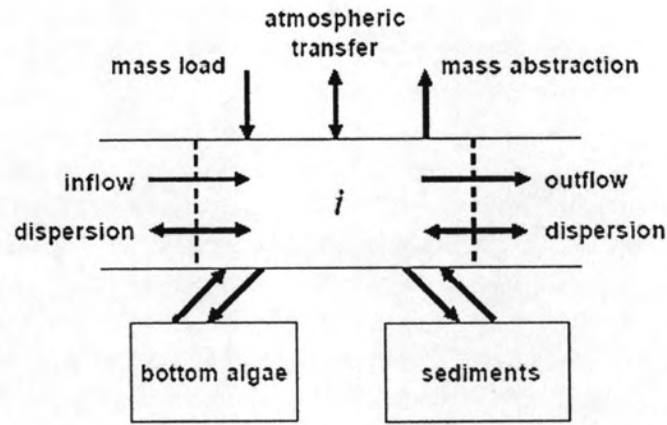 atmospheric
transfer
mass load
mass abstraction
inflow
i
outflow
dispersion
dispersion
bottom algae
sediments